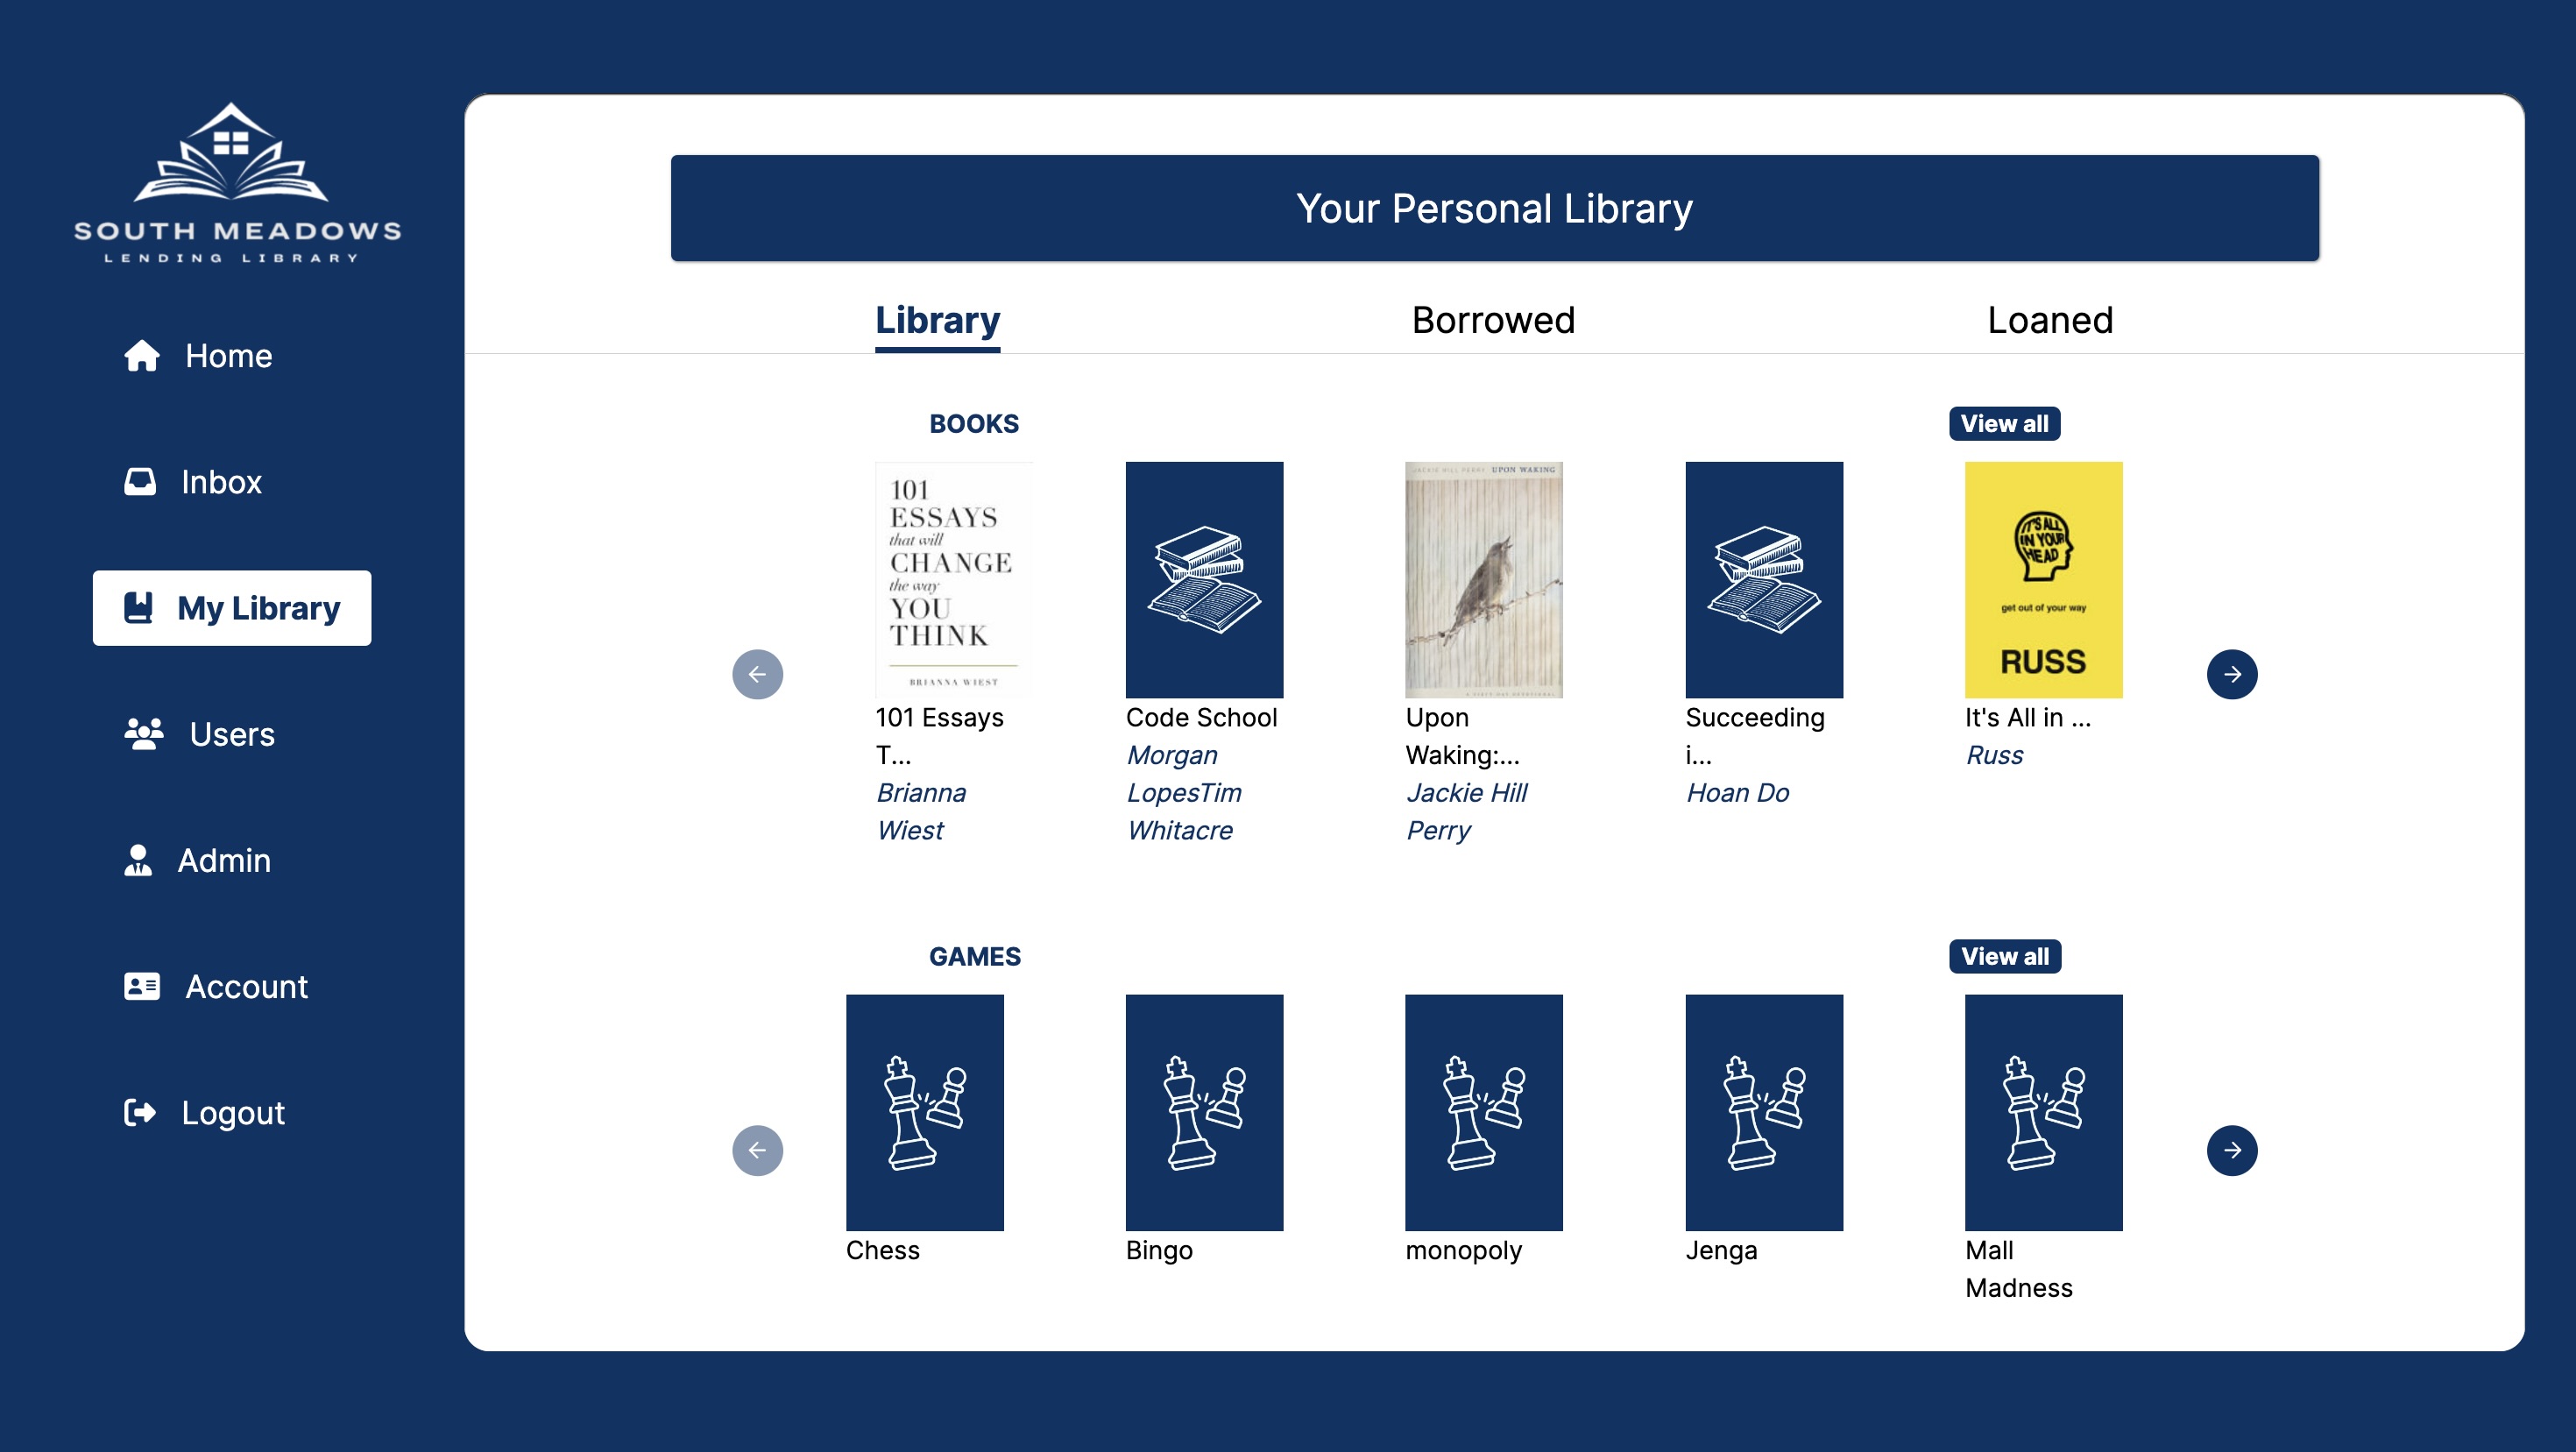 SOUTH MEADOWS
LENDING LIBRARY
Home
Inbox
My Library
Users
Admin
Account
Logout
Your Personal Library
Library
Borrowed
Loaned
BOOKS
View all
101
ESSAYS
that will
CHANGE
the way
YOU
THINK
BRIANNA WIEST
101 Essays
T...
Brianna
Wiest
Code School
Morgan
LopesTim
Whitacre
JACKIE HILL PERRY UPON WAKING
Upon
Waking:...
Jackie Hill
Perry
Succeeding
i...
Hoan Do
IT'S ALL
IN YOUR
HEAD
get out of your way
RUSS
It's All in ...
Russ
GAMES
View all
Chess
Bingo
monopoly
Jenga
Mall
Madness